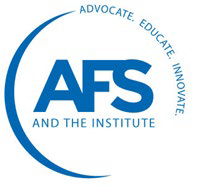 ADVOCATE. EDUCATE. INNOVATE.
AFS
AND THE INSTITUTE